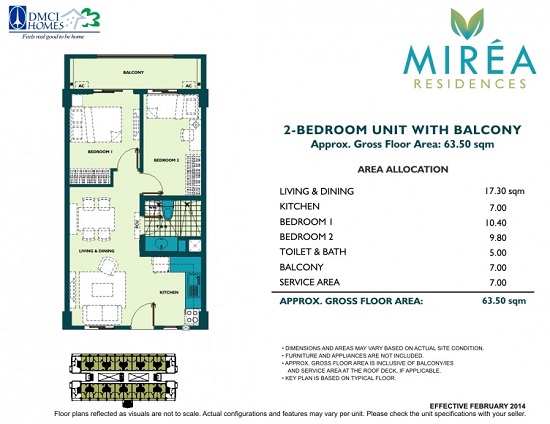 DMCI
HOMES
Feels real good to be home
MIRÉA
RESIDENCES
BALCONY
AC
AC
BEDROOM 1
BEDROOM 2
T & B
LIVING & DINING
KITCHEN
2-BEDROOM UNIT WITH BALCONY
Approx. Gross Floor Area: 63.50 sqm
AREA ALLOCATION
LIVING & DINING 17.30 sqm
KITCHEN 7.00
BEDROOM 1 10.40
BEDROOM 2 9.80
TOILET & BATH 5.00
BALCONY 7.00
SERVICE AREA 7.00
APPROX. GROSS FLOOR AREA: 63.50 sqm
• DIMENSIONS AND AREAS MAY VARY BASED ON ACTUAL SITE CONDITION.
• FURNITURE AND APPLIANCES ARE NOT INCLUDED.
• APPROX. GROSS FLOOR AREA IS INCLUSIVE OF BALCONY/IES
AND SERVICE AREA AT THE ROOF DECK, IF APPLICABLE.
• KEY PLAN IS BASED ON TYPICAL FLOOR.
EFFECTIVE FEBRUARY 2014
Floor plans reflected as visuals are not to scale. Actual configurations and features may vary per unit. Please check the unit specifications with your seller.